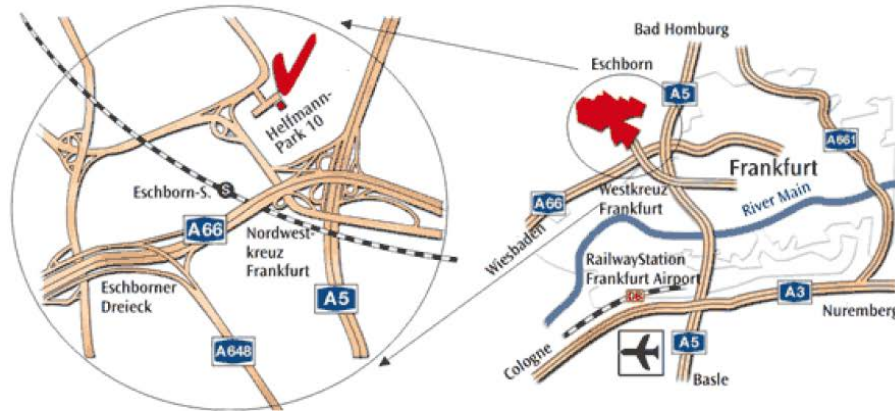 Helfmann-
Park 10
Eschborn-S.
S
A66
Nordwest-
kreuz
Frankfurt
Eschborner
Dreieck
A5
A648
Bad Homburg
Eschborn
A5
A661
Frankfurt
A66
Westkreuz
Frankfurt
River Main
Wiesbaden
RailwayStation
Frankfurt Airport
DB
A3
Nuremberg
Cologne
A5
Basle